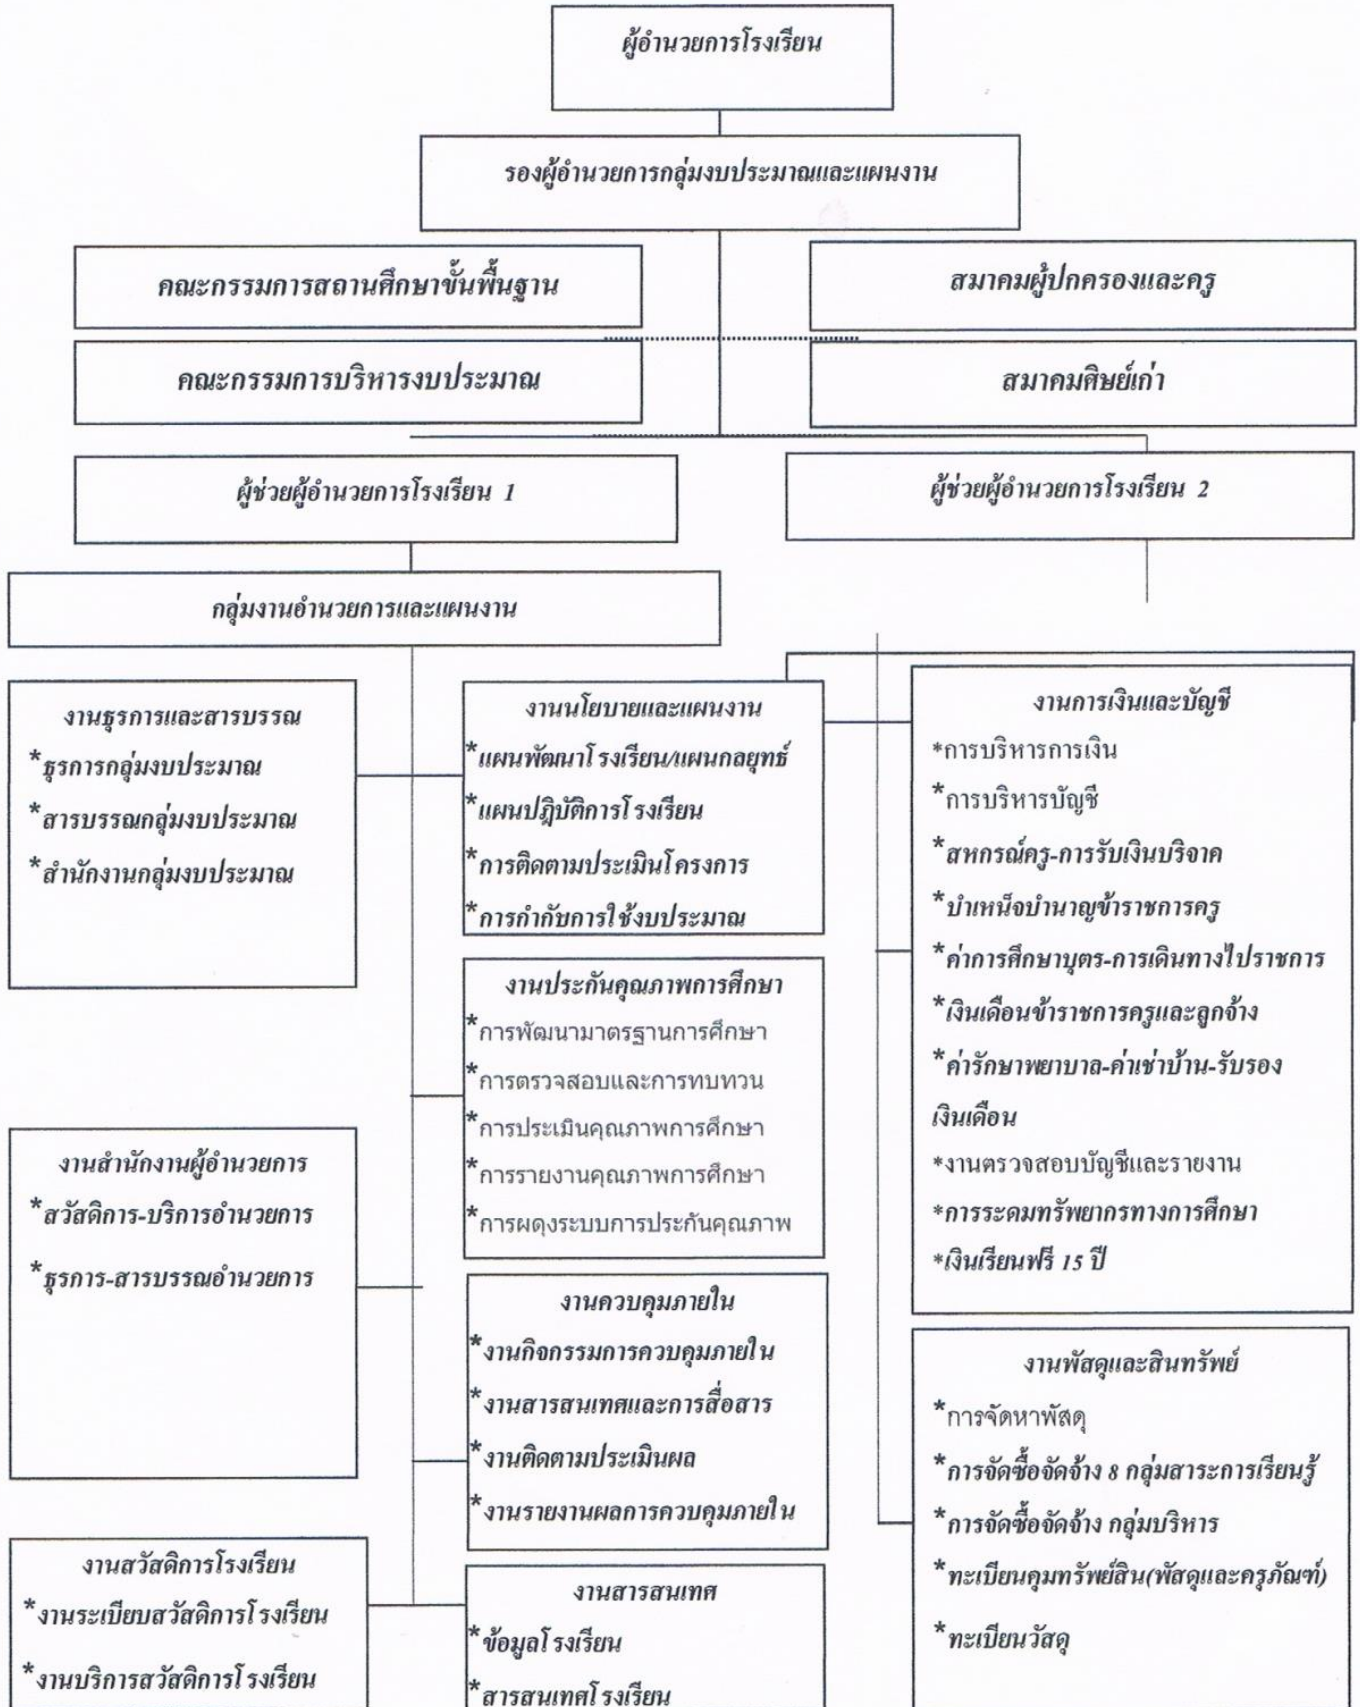 ผู้อำนวยการโรงเรียน
รองผู้อำนวยการกลุ่มงบประมาณและแผนงาน
คณะกรรมการสถานศึกษาขั้นพื้นฐาน
สมาคมผู้ปกครองและครู
คณะกรรมการบริหารงบประมาณ
สมาคมศิษย์เก่า
ผู้ช่วยผู้อำนวยการโรงเรียน 1
ผู้ช่วยผู้อำนวยการโรงเรียน 2
กลุ่มงานอำนวยการและแผนงาน
งานธุรการและสารบรรณ
*ธุรการกลุ่มงบประมาณ
*สารบรรณกลุ่มงบประมาณ
*สำนักงานกลุ่มงบประมาณ
งานนโยบายและแผนงาน
*แผนพัฒนาโรงเรียน/แผนกลยุทธ์
*แผนปฎิบัติการโรงเรียน
*การติดตามประเมินโครงการ
*การกำกับการใช้งบประมาณ
งานการเงินและบัญชี
*การบริหารการเงิน
*การบริหารบัญชี
*สหกรณ์ครู-การรับเงินบริจาค
*บำเหน็จบำนาญข้าราชการครู
*ค่าการศึกษาบุตร-การเดินทางไปราชการ
*เงินเดือนข้าราชการครูและลูกจ้าง
*ค่ารักษาพยาบาล-ค่าเช่าบ้าน-รับรอง
เงินเดือน
*งานตรวจสอบบัญชีและรายงาน
*การระดมทรัพยากรทางการศึกษา
*เงินเรียนฟรี 15 ปี
งานประกันคุณภาพการศึกษา
*การพัฒนามาตรฐานการศึกษา
*การตรวจสอบและการทบทวน
*การประเมินคุณภาพการศึกษา
*การรายงานคุณภาพการศึกษา
*การผดุงระบบการประกันคุณภาพ
งานสำนักงานผู้อำนวยการ
*สวัสดิการ-บริการอำนวยการ
*ธุรการ-สารบรรณอำนวยการ
งานควบคุมภายใน
*งานกิจกรรมการควบคุมภายใน
*งานสารสนเทศและการสื่อสาร
*งานติดตามประเมินผล
*งานรายงานผลการควบคุมภายใน
งานพัสดุและสินทรัพย์
*การจัดหาพัสดุ
*การจัดซื้อจัดจ้าง 8 กลุ่มสาระการเรียนรู้
*การจัดซื้อจัดจ้าง กลุ่มบริหาร
*ทะเบียนคุมทรัพย์สิน(พัสดุและครุภัณฑ์)
*ทะเบียนวัสดุ
งานสวัสดิการโรงเรียน
*งานระเบียบสวัสดิการโรงเรียน
*งานบริการสวัสดิการโรงเรียน
งานสารสนเทศ
*ข้อมูลโรงเรียน
*สารสนเทศโรงเรียน